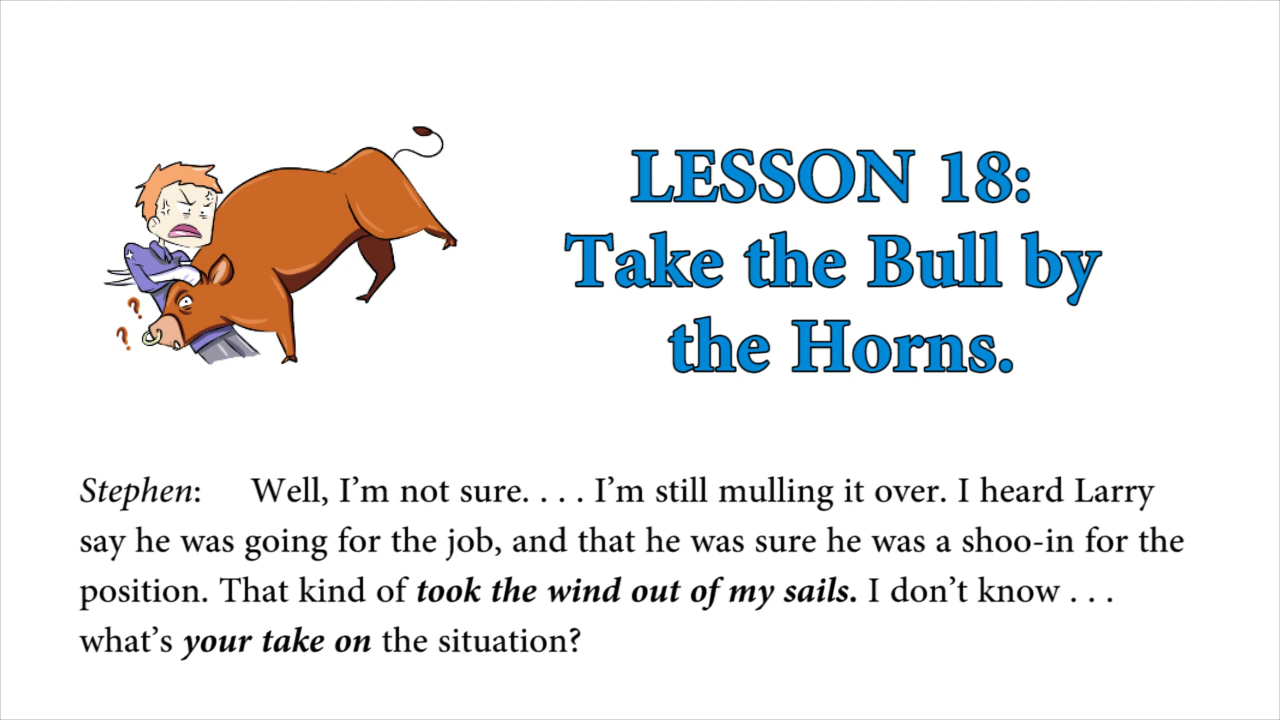 LESSON 18:
Take the Bull by
the Horns.
Stephen: Well, I’m not sure. . . . I’m still mulling it over. I heard Larry
say he was going for the job, and that he was sure he was a shoo-in for the
position. That kind of took the wind out of my sails. I don’t know . . .
what’s your take on the situation?